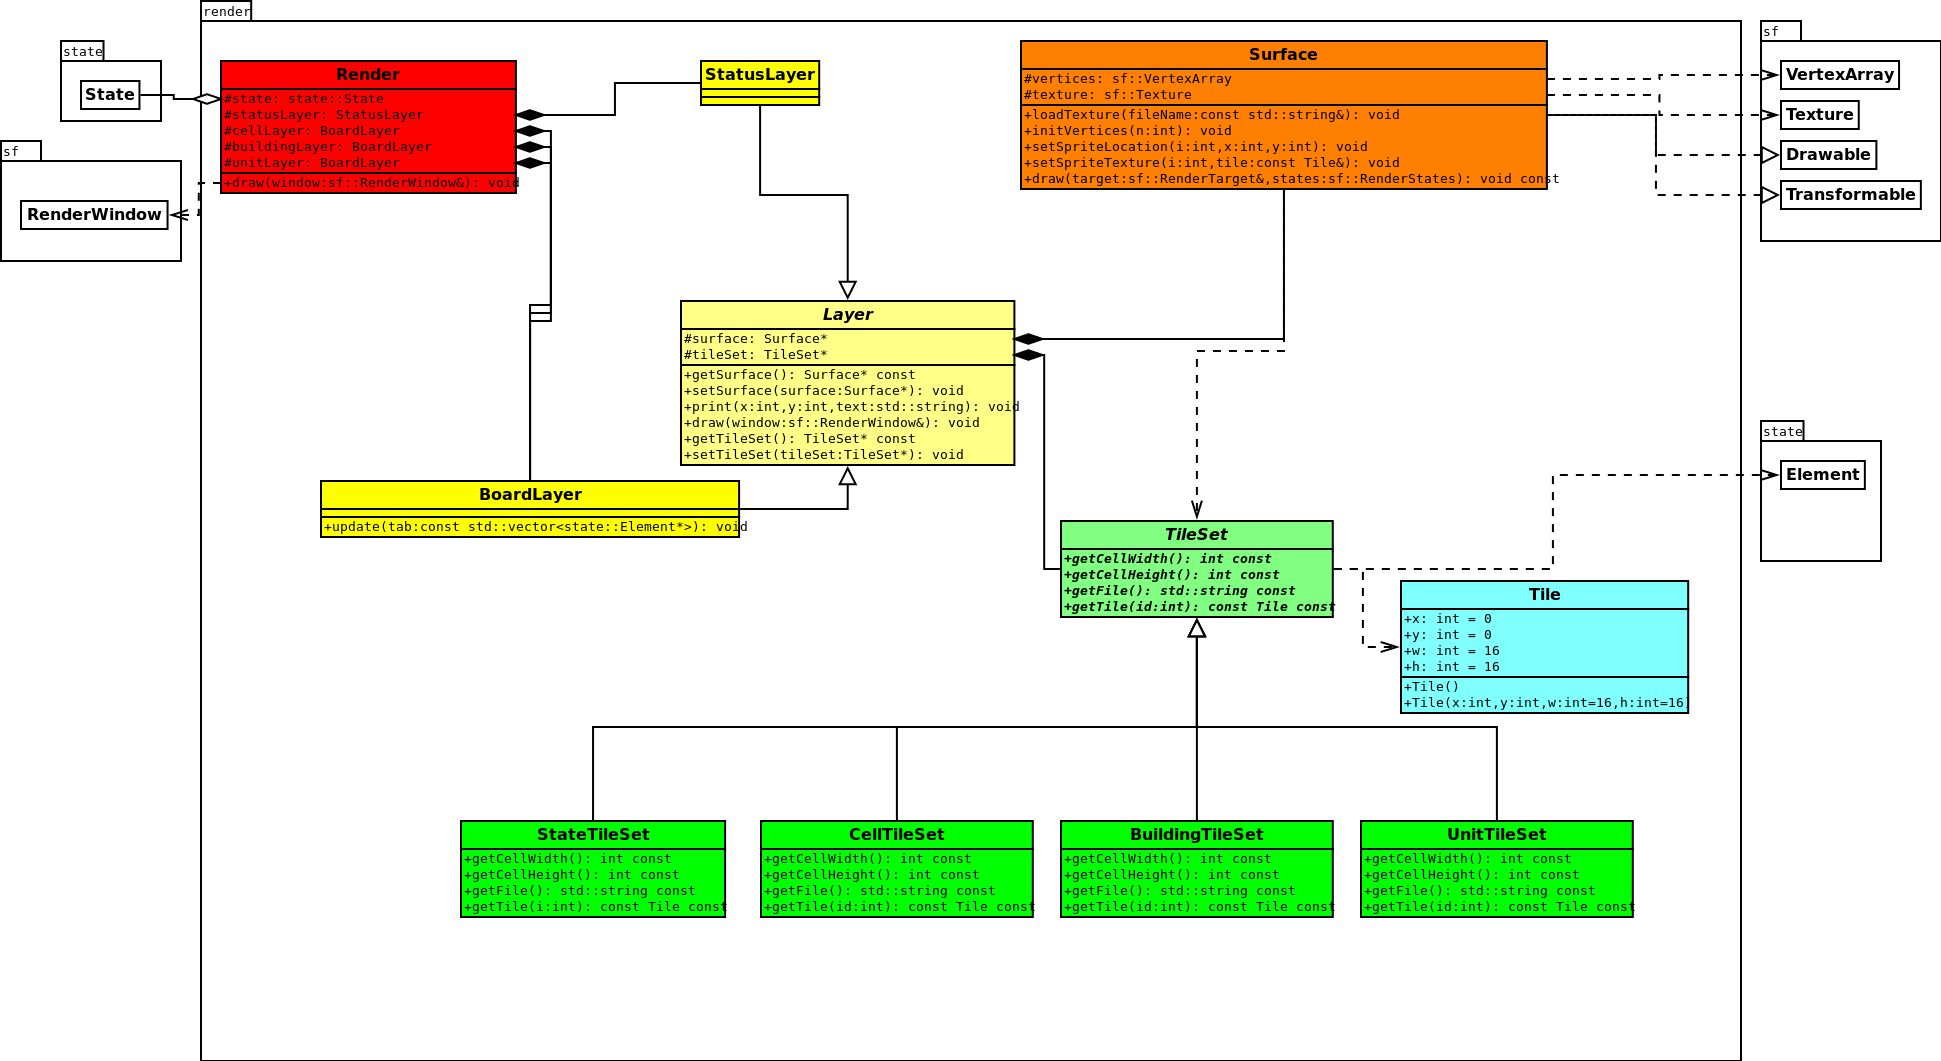 render
state
State
sf
RenderWindow
Render
#state: state::State
#statusLayer: StatusLayer
#cellLayer: BoardLayer
#buildingLayer: BoardLayer
#unitLayer: BoardLayer
+draw(window:sf::RenderWindow&): void
StatusLayer
Surface
#vertices: sf::VertexArray
#texture: sf::Texture
+loadTexture(fileName:const std::string&): void
+initVertices(n:int): void
+setSpriteLocation(i:int,x:int,y:int): void
+setSpriteTexture(i:int,tile:const Tile&): void
+draw(target:sf::RenderTarget&,states:sf::RenderStates): void const
sf
VertexArray
Texture
Drawable
Transformable
Layer
#surface: Surface*
#tileSet: TileSet*
+getSurface(): Surface* const
+setSurface(surface:Surface*): void
+print(x:int,y:int,text:std::string): void
+draw(window:sf::RenderWindow&): void
+getTileSet(): TileSet* const
+setTileSet(tileSet:TileSet*): void
BoardLayer
+update(tab:const std::vector<state::Element*>): void
state
Element
TileSet
+getCellWidth(): int const
+getCellHeight(): int const
+getFile(): std::string const
+getTile(id:int): const Tile const
Tile
+x: int = 0
+y: int = 0
+w: int = 16
+h: int = 16
+Tile()
+Tile(x:int,y:int,w:int=16,h:int=16)
StateTileSet
+getCellWidth(): int const
+getCellHeight(): int const
+getFile(): std::string const
+getTile(i:int): const Tile const
CellTileSet
+getCellWidth(): int const
+getCellHeight(): int const
+getFile(): std::string const
+getTile(id:int): const Tile const
BuildingTileSet
+getCellWidth(): int const
+getCellHeight(): int const
+getFile(): std::string const
+getTile(id:int): const Tile const
UnitTileSet
+getCellWidth(): int const
+getCellHeight(): int const
+getFile(): std::string const
+getTile(id:int): const Tile const